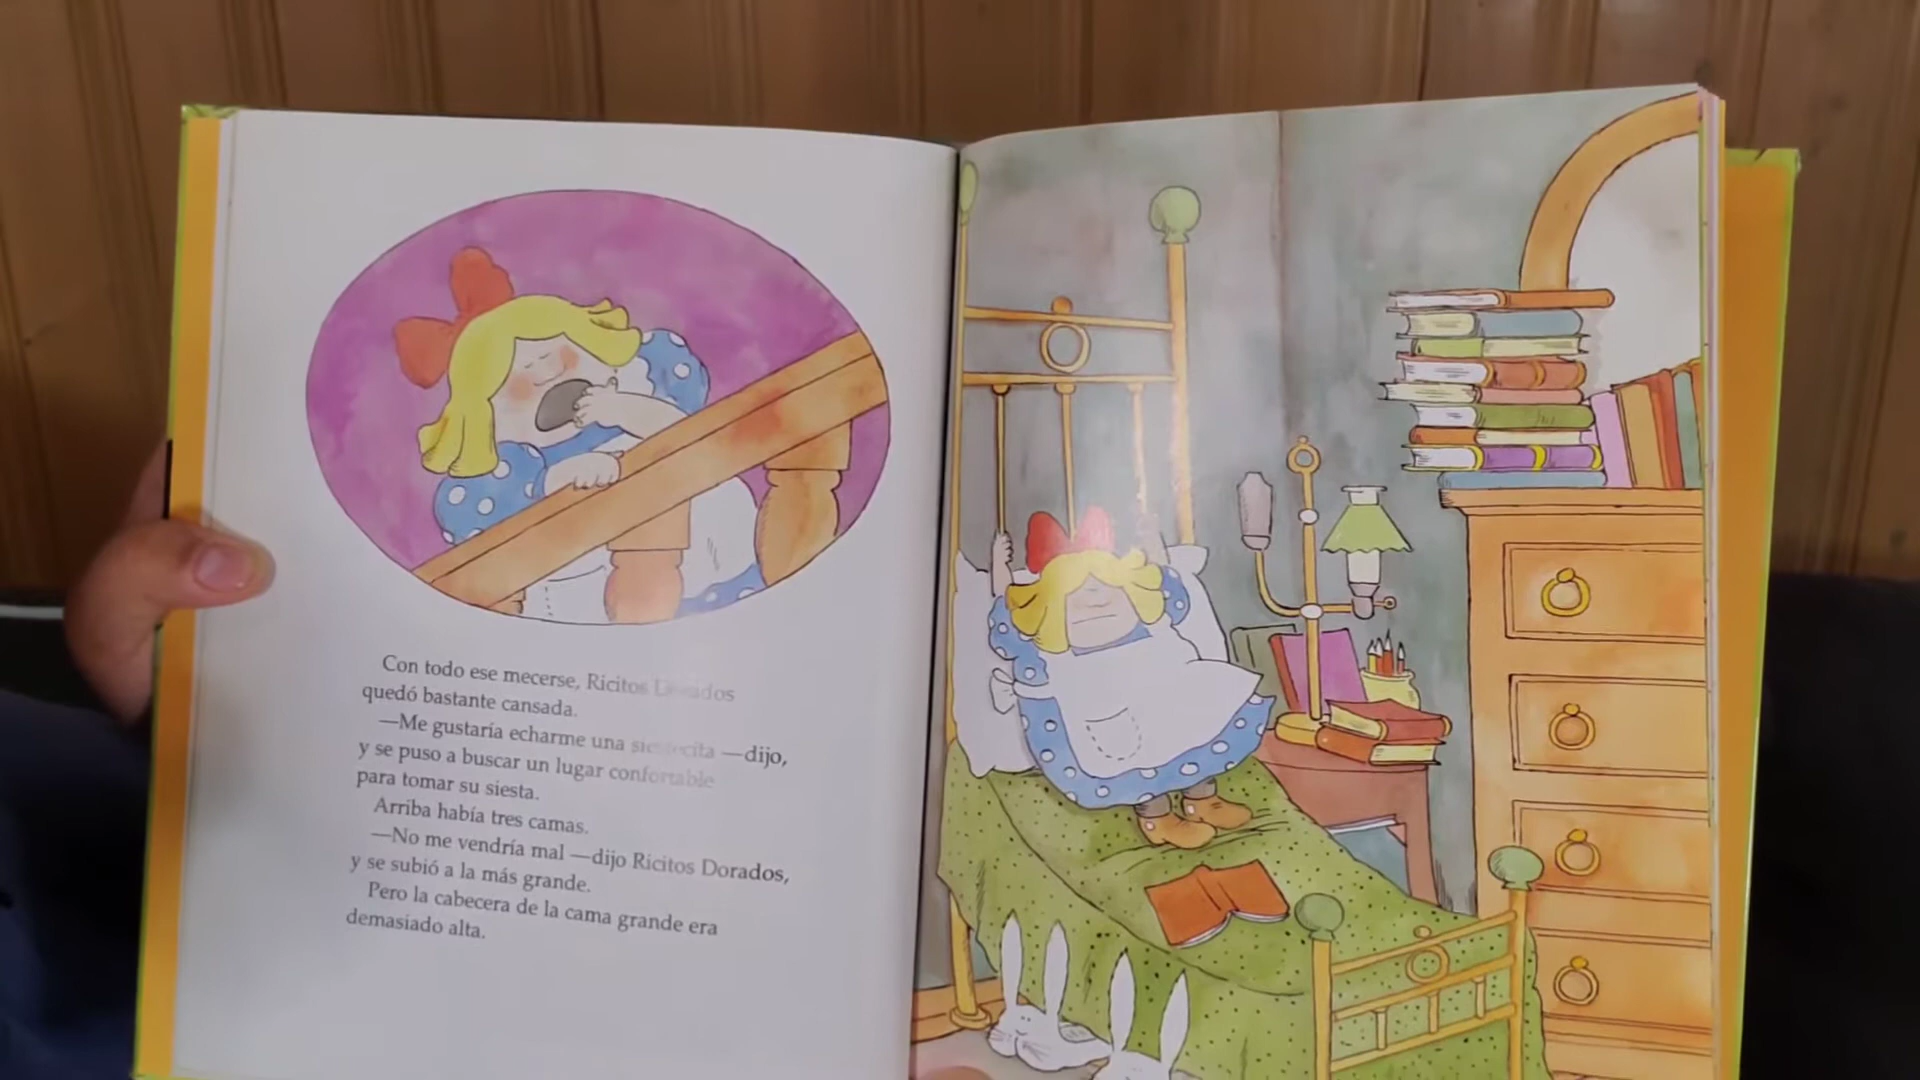 Con todo ese mecerse, Ricitos Dorados
quedó bastante cansada.
—Me gustaría echarme una siestecita —dijo,
y se puso a buscar un lugar confortable
para tomar su siesta.
Arriba había tres camas.
—No me vendría mal —dijo Ricitos Dorados,
y se subió a la más grande.
Pero la cabecera de la cama grande era
demasiado alta.